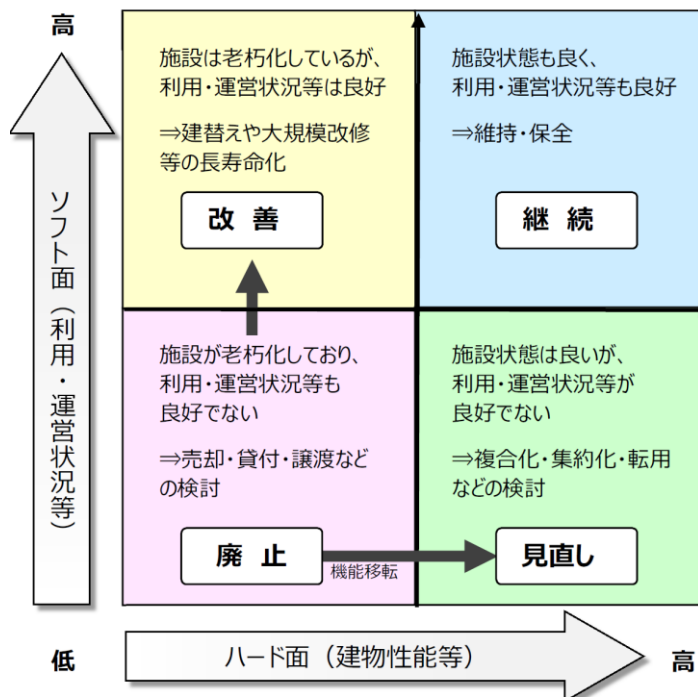 高
ソフト面（利用・運営状況等）
施設は老朽化しているが、
利用・運営状況等は良好
⇒建替えや大規模改修
等の長寿命化
改 善
施設状態も良く、
利用・運営状況等も良好
⇒維持・保全
継 続
施設が老朽化しており、
利用・運営状況等も
良好でない
⇒売却・貸付・譲渡など
の検討
廃 止
機能移転
施設状態は良いが、
利用・運営状況等が
良好でない
⇒複合化・集約化・転用
などの検討
見直し
低
ハード面（建物性能等）
高